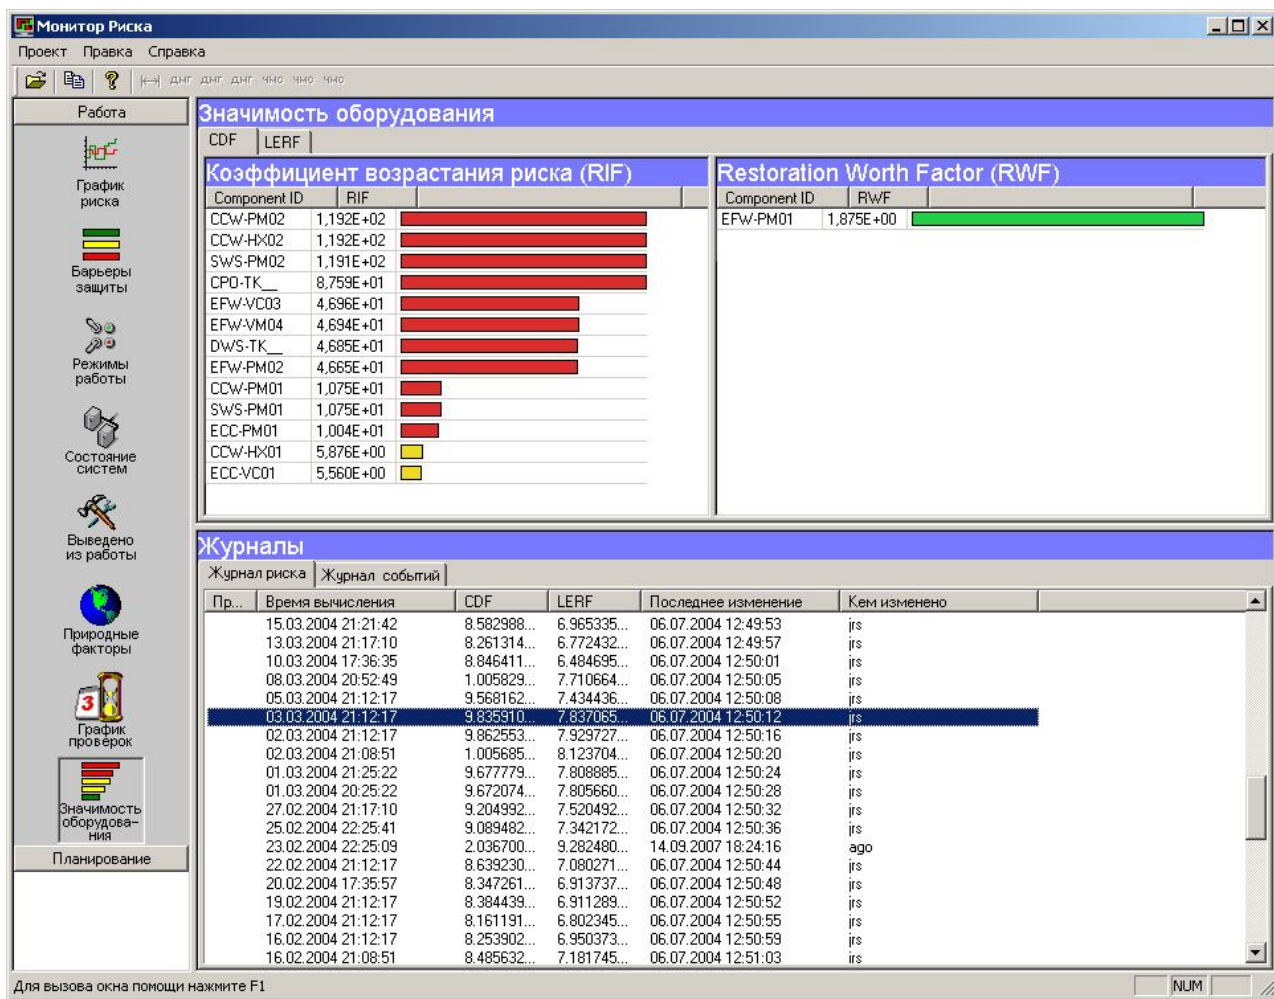 Монитор Риска
Проект Правка Справка
ДМГ ДМГ ДМГ ЧМС ЧМС ЧМС
Работа
График
риска
Барьеры
защиты
Режимы
работы
Состояние
систем
Выведено
из работы
Природные
факторы
3
График
проверок
Значимость
оборудова-
ния
Планирование
Значимость оборудования
CDF LERF
Коэффициент возрастания риска (RIF)
Component ID RIF
CCW-PM02 1,192E+02
CCW-HX02 1,192E+02
SWS-PM02 1,191E+02
CPO-TK__ 8,759E+01
EFW-VC03 4,696E+01
EFW-VM04 4,694E+01
DWS-TK__ 4,685E+01
EFW-PM02 4,665E+01
CCW-PM01 1,075E+01
SWS-PM01 1,075E+01
ECC-PM01 1,004E+01
CCW-HX01 5,876E+00
ECC-VC01 5,560E+00
Restoration Worth Factor (RWF)
Component ID RWF
EFW-PM01 1,875E+00
Журналы
Журнал риска Журнал событий
Пр... Время вычисления CDF LERF Последнее изменение Кем изменено
15.03.2004 21:21:42 8.582988... 6.965335... 06.07.2004 12:49:53 jrs
13.03.2004 21:17:10 8.261314... 6.772432... 06.07.2004 12:49:57 jrs
10.03.2004 17:36:35 8.846411... 6.484695... 06.07.2004 12:50:01 jrs
08.03.2004 20:52:49 1.005829... 7.710664... 06.07.2004 12:50:05 jrs
05.03.2004 21:12:17 9.568162... 7.434436... 06.07.2004 12:50:08 jrs
03.03.2004 21:12:17 9.835910... 7.837065... 06.07.2004 12:50:12 jrs
02.03.2004 21:12:17 9.862553... 7.929727... 06.07.2004 12:50:16 jrs
02.03.2004 21:08:51 1.005685... 8.123704... 06.07.2004 12:50:20 jrs
01.03.2004 21:25:22 9.677779... 7.808885... 06.07.2004 12:50:24 jrs
01.03.2004 20:25:22 9.672074... 7.805660... 06.07.2004 12:50:28 jrs
27.02.2004 21:17:10 9.204992... 7.520492... 06.07.2004 12:50:32 jrs
25.02.2004 22:25:41 9.089482... 7.342172... 06.07.2004 12:50:36 jrs
23.02.2004 22:25:09 2.036700... 9.282480... 14.09.2007 18:24:16 ago
22.02.2004 21:12:17 8.639230... 7.080271... 06.07.2004 12:50:44 jrs
20.02.2004 17:35:57 8.347261... 6.913737... 06.07.2004 12:50:48 jrs
19.02.2004 21:12:17 8.384439... 6.911289... 06.07.2004 12:50:52 jrs
17.02.2004 21:12:17 8.161191... 6.802345... 06.07.2004 12:50:55 jrs
16.02.2004 21:12:17 8.253902... 6.950373... 06.07.2004 12:50:59 jrs
16.02.2004 21:08:51 8.485632... 7.181745... 06.07.2004 12:51:03 jrs
Для вызова окна помощи нажмите F1
NUM